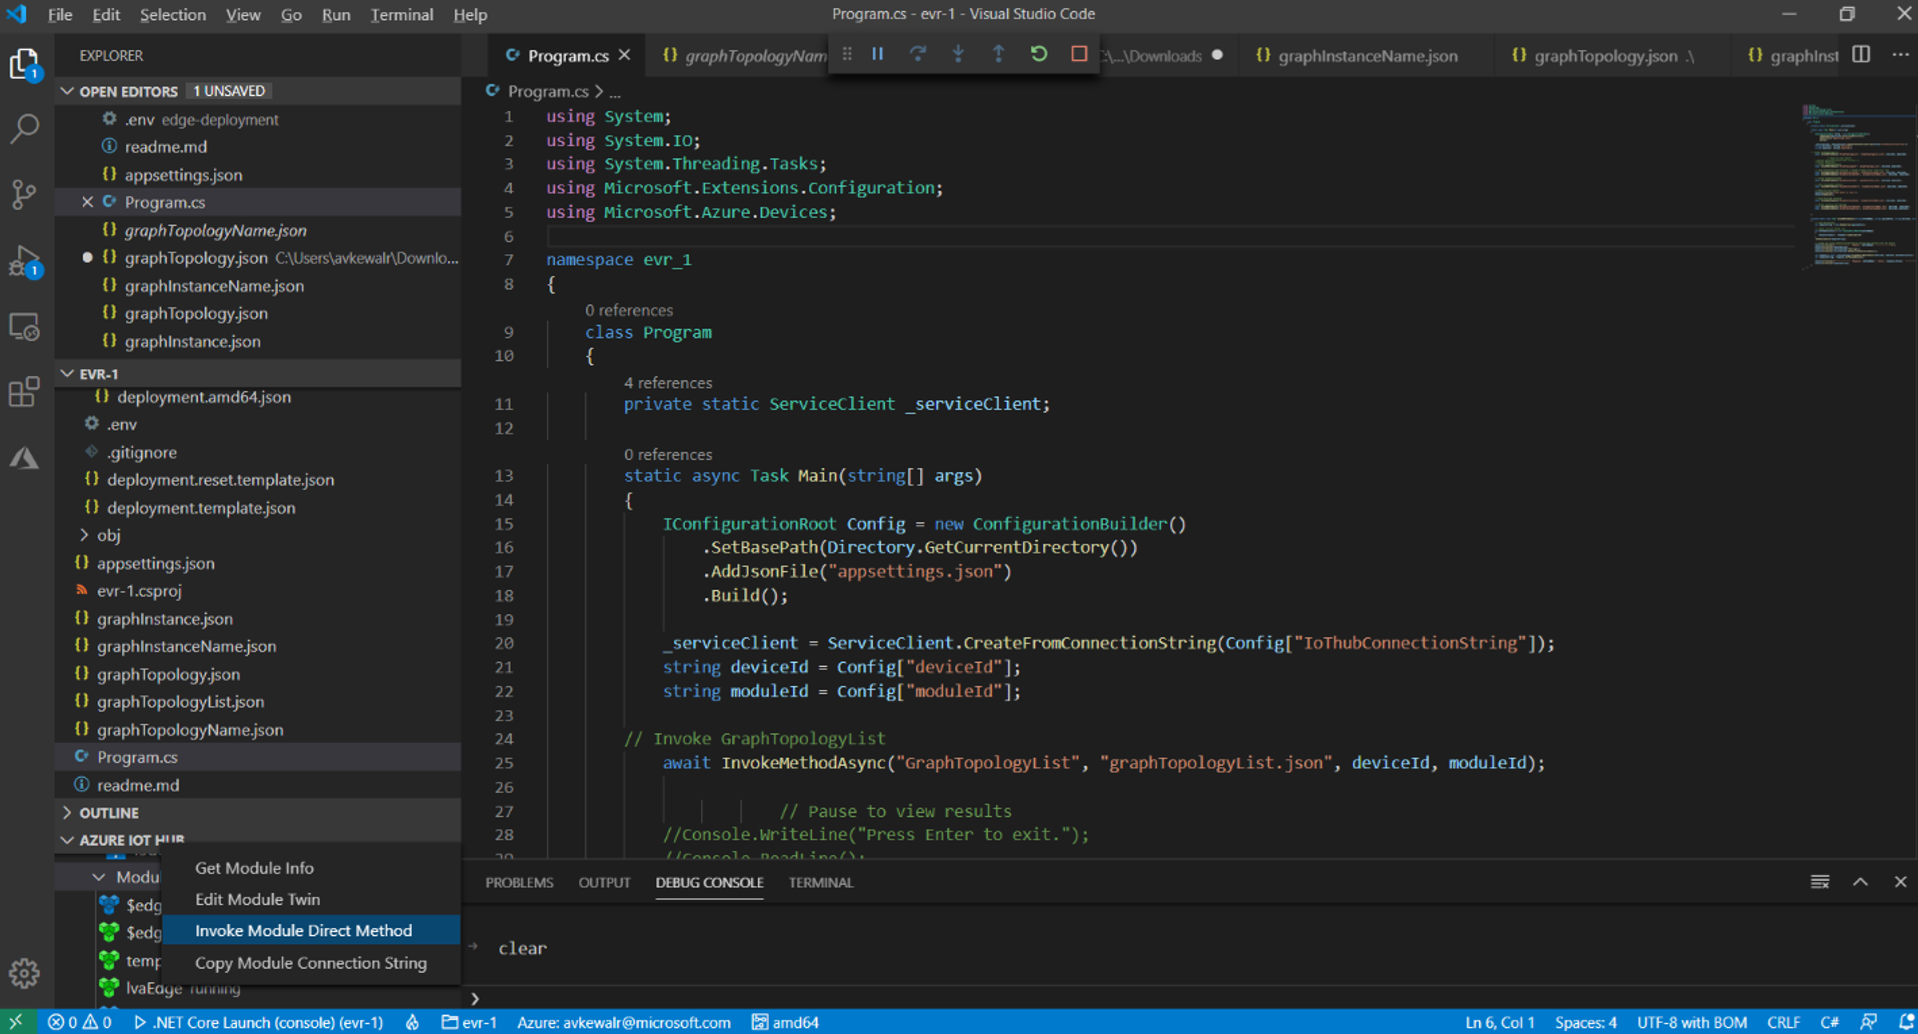 File Edit Selection View Go Run Terminal Help
Program.cs - evr-1 - Visual Studio Code
EXPLORER
OPEN EDITORS 1 UNSAVED
.env edge-deployment
readme.md
appsettings.json
Program.cs
graphTopologyName.json
graphTopology.json C:\Users\avkewalr\Downlo...
graphInstanceName.json
graphTopology.json
graphInstance.json
EVR-1
deployment.amd64.json
.env
.gitignore
deployment.reset.template.json
deployment.template.json
obj
appsettings.json
evr-1.csproj
graphInstance.json
graphInstanceName.json
graphTopology.json
graphTopologyList.json
graphTopologyName.json
Program.cs
readme.md
OUTLINE
AZURE IOT HUB
Modu
$edg
$edg
temp
lvaEdge running
Get Module Info
Edit Module Twin
Invoke Module Direct Method
Copy Module Connection String
1
1
Program.cs
graphTopologyNam
C:\...\Downloads
graphInstanceName.json
graphTopology.json .\
graphInst
Program.cs > ...
1 using System;
2 using System.IO;
3 using System.Threading.Tasks;
4 using Microsoft.Extensions.Configuration;
5 using Microsoft.Azure.Devices;
6
7 namespace evr_1
8 {
0 references
9 class Program
10 {
4 references
11 private static ServiceClient _serviceClient;
12
0 references
13 static async Task Main(string[] args)
14 {
15 IConfigurationRoot Config = new ConfigurationBuilder()
16 .SetBasePath(Directory.GetCurrentDirectory())
17 .AddJsonFile("appsettings.json")
18 .Build();
19
20 _serviceClient = ServiceClient.CreateFromConnectionString(Config["IoThubConnectionString"]);
21 string deviceId = Config["deviceId"];
22 string moduleId = Config["moduleId"];
23
24 // Invoke GraphTopologyList
25 await InvokeMethodAsync("GraphTopologyList", "graphTopologyList.json", deviceId, moduleId);
26
27 // Pause to view results
28 //Console.WriteLine("Press Enter to exit.");
29 //Console.ReadLine();
PROBLEMS OUTPUT DEBUG CONSOLE TERMINAL
clear
0 0 .NET Core Launch (console) (evr-1) evr-1 Azure: avkewalr@microsoft.com amd64 Ln 6, Col 1 Spaces: 4 UTF-8 with BOM CRLF C#